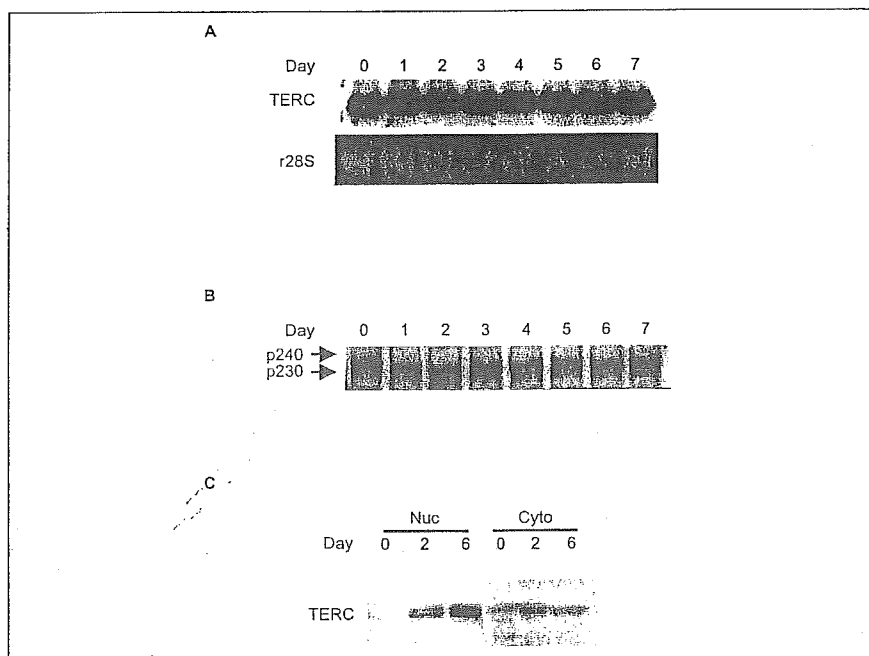 A
Day 0 1 2 3 4 5 6 7
TERC
r28S
B
Day 0 1 2 3 4 5 6 7
p240
p230
C
Nuc Cyto
Day 0 2 6 0 2 6
TERC